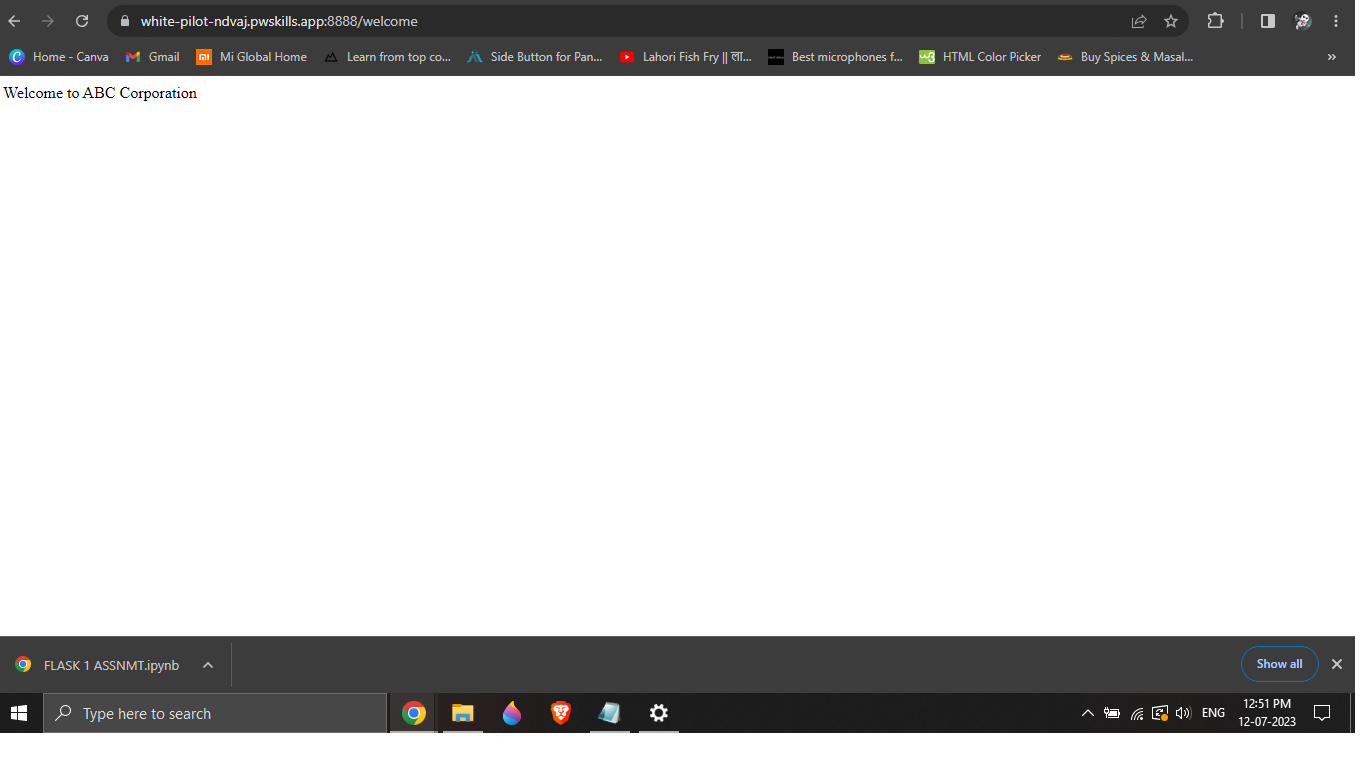 white-pilot-ndvaj.pwskills.app:8888/welcome
Home - Canva Gmail Mi Global Home Learn from top co... Side Button for Pan... Lahori Fish Fry || ला... Best microphones f... HTML Color Picker Buy Spices & Masal... »
Welcome to ABC Corporation
FLASK 1 ASSNMT.ipynb Show all
Type here to search ENG 12:51 PM
12-07-2023